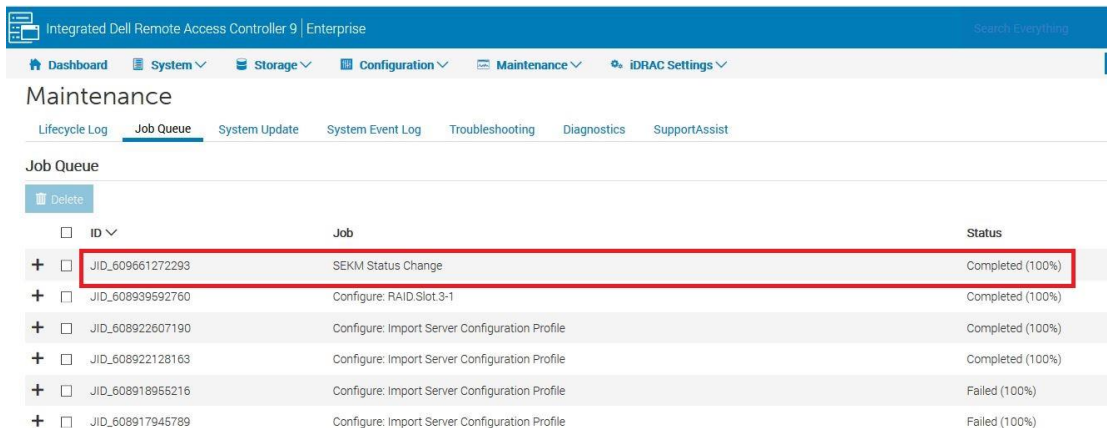 Integrated Dell Remote Access Controller 9 | Enterprise Search Everything
Dashboard System Storage Configuration Maintenance iDRAC Settings
Maintenance
Lifecycle Log Job Queue System Update System Event Log Troubleshooting Diagnostics SupportAssist
Job Queue
Delete
ID Job Status
JID_609661272293 SEKM Status Change Completed (100%)
JID_608939592760 Configure: RAID.Slot.3-1 Completed (100%)
JID_608922607190 Configure: Import Server Configuration Profile Completed (100%)
JID_608922128163 Configure: Import Server Configuration Profile Completed (100%)
JID_608918955216 Configure: Import Server Configuration Profile Failed (100%)
JID_608917945789 Configure: Import Server Configuration Profile Failed (100%)